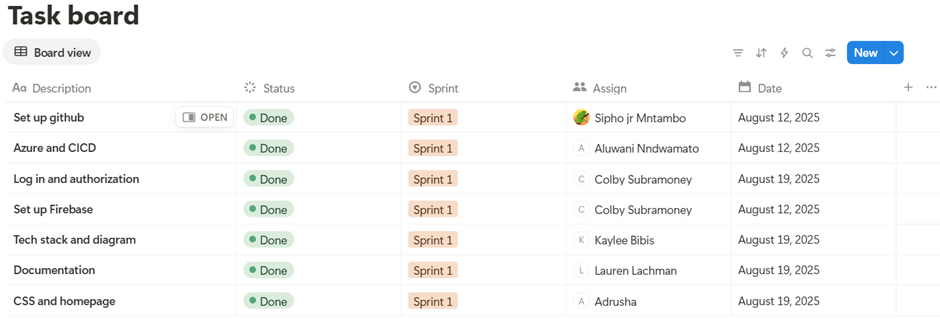 Task board
Board view
New
Aa Description Status Sprint Assign Date
Set up github OPEN Done Sprint 1 Sipho jr Mntambo August 12, 2025
Azure and CICD Done Sprint 1 A Aluwani Nndwamato August 12, 2025
Log in and authorization Done Sprint 1 C Colby Subramoney August 19, 2025
Set up Firebase Done Sprint 1 C Colby Subramoney August 12, 2025
Tech stack and diagram Done Sprint 1 K Kaylee Bibis August 19, 2025
Documentation Done Sprint 1 L Lauren Lachman August 19, 2025
CSS and homepage Done Sprint 1 A Adrusha August 19, 2025